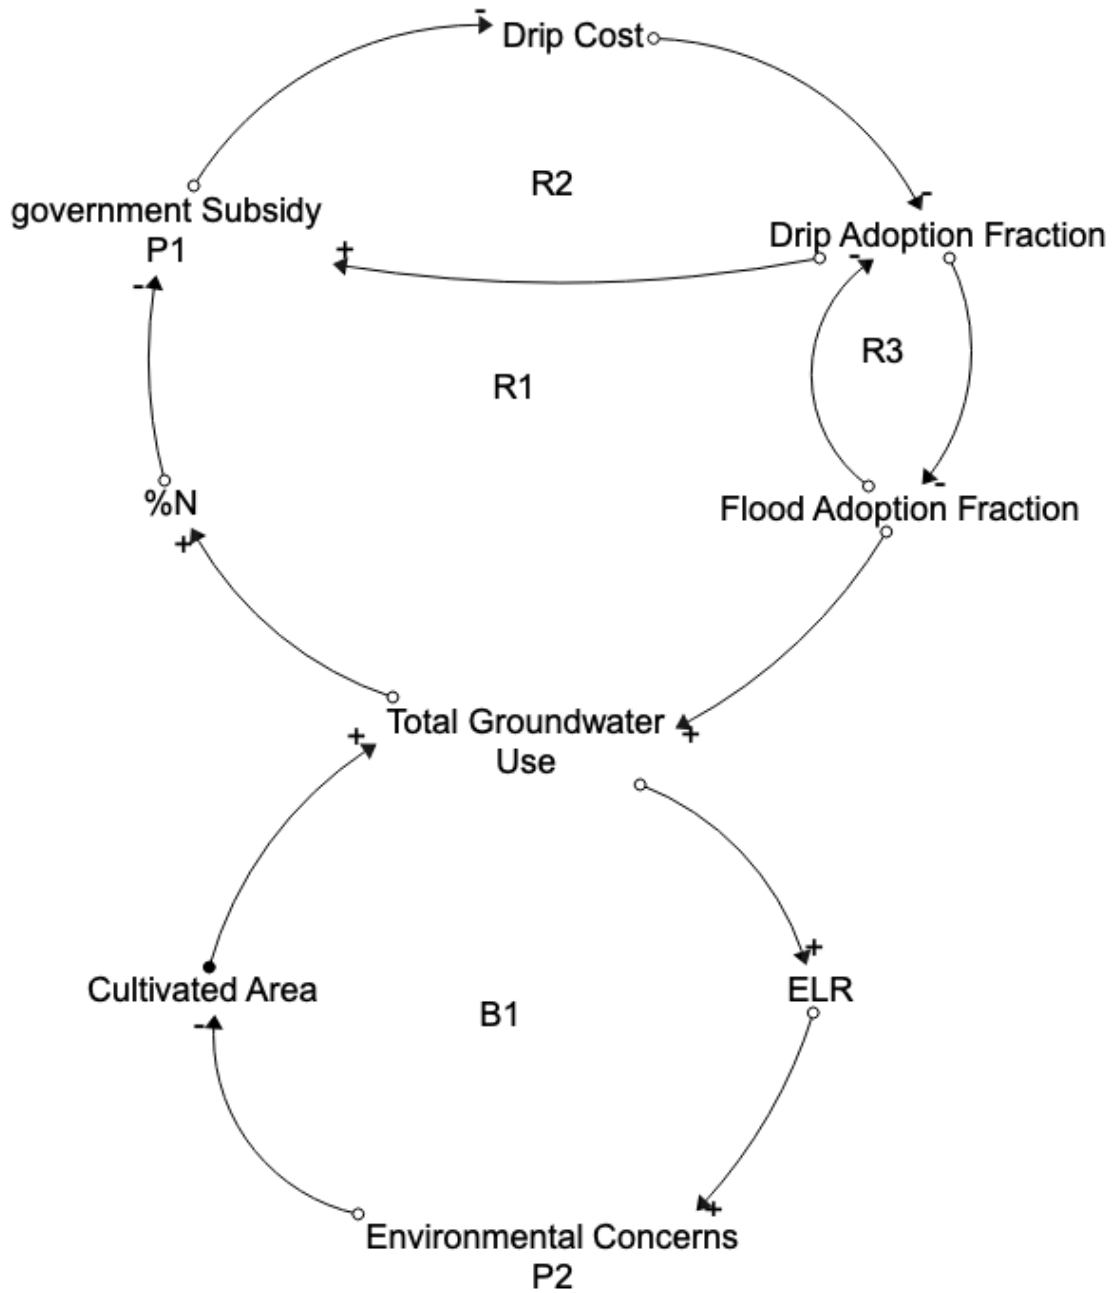 -
Drip Cost
R2
-
government Subsidy
P1
Drip Adoption Fraction
+
-
-
R3
R1
-
%N
Flood Adoption Fraction
+
Total Groundwater
Use
+
+
+
Cultivated Area
ELR
-
B1
+
Environmental Concerns
P2